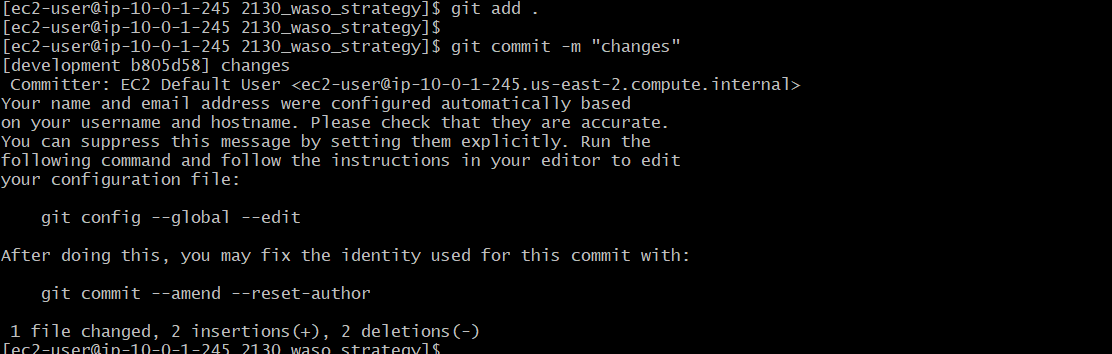 [ec2-user@ip-10-0-1-245 2130_waso_strategy]$ git add .
[ec2-user@ip-10-0-1-245 2130_waso_strategy]$
[ec2-user@ip-10-0-1-245 2130_waso_strategy]$ git commit -m "changes"
[development b805d58] changes
 Committer: EC2 Default User <ec2-user@ip-10-0-1-245.us-east-2.compute.internal>
Your name and email address were configured automatically based
on your username and hostname. Please check that they are accurate.
You can suppress this message by setting them explicitly. Run the
following command and follow the instructions in your editor to edit
your configuration file:

    git config --global --edit

After doing this, you may fix the identity used for this commit with:

    git commit --amend --reset-author

 1 file changed, 2 insertions(+), 2 deletions(-)
[ec2-user@ip-10-0-1-245 2130_waso_strategy]$